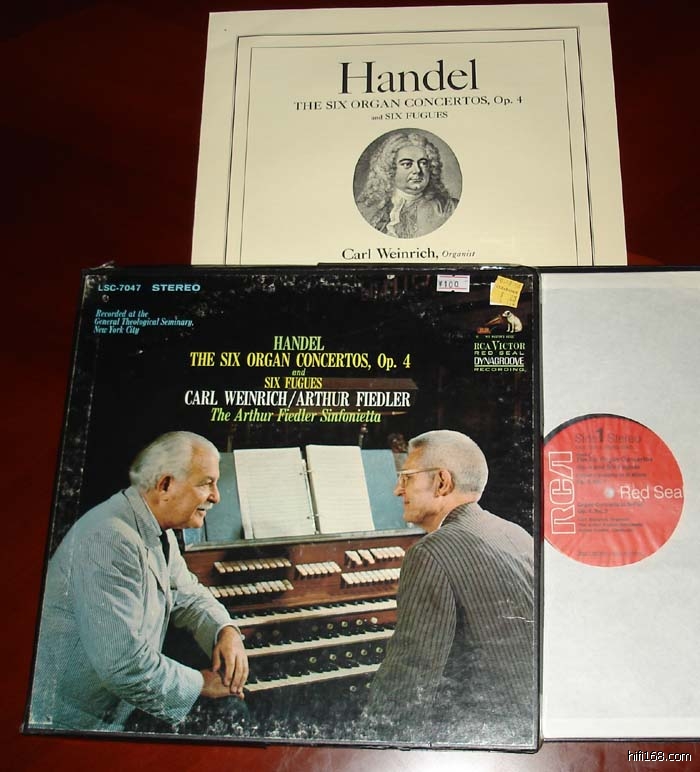 Handel
THE SIX ORGAN CONCERTOS, Op. 4
and SIX FUGUES
Carl Weinrich, Organist
LSC-7047 STEREO
Recorded at the
General Theological Seminary,
New York City
¥100
HANDEL
THE SIX ORGAN CONCERTOS, Op. 4
and
SIX FUGUES
CARL WEINRICH/ARTHUR FIEDLER
The Arthur Fiedler Sinfonietta
RCA VICTOR
RED SEAL
DYNAGROOVE
RECORDING
Side 1 Stereo
RCA
Red Seal
hifi168.com